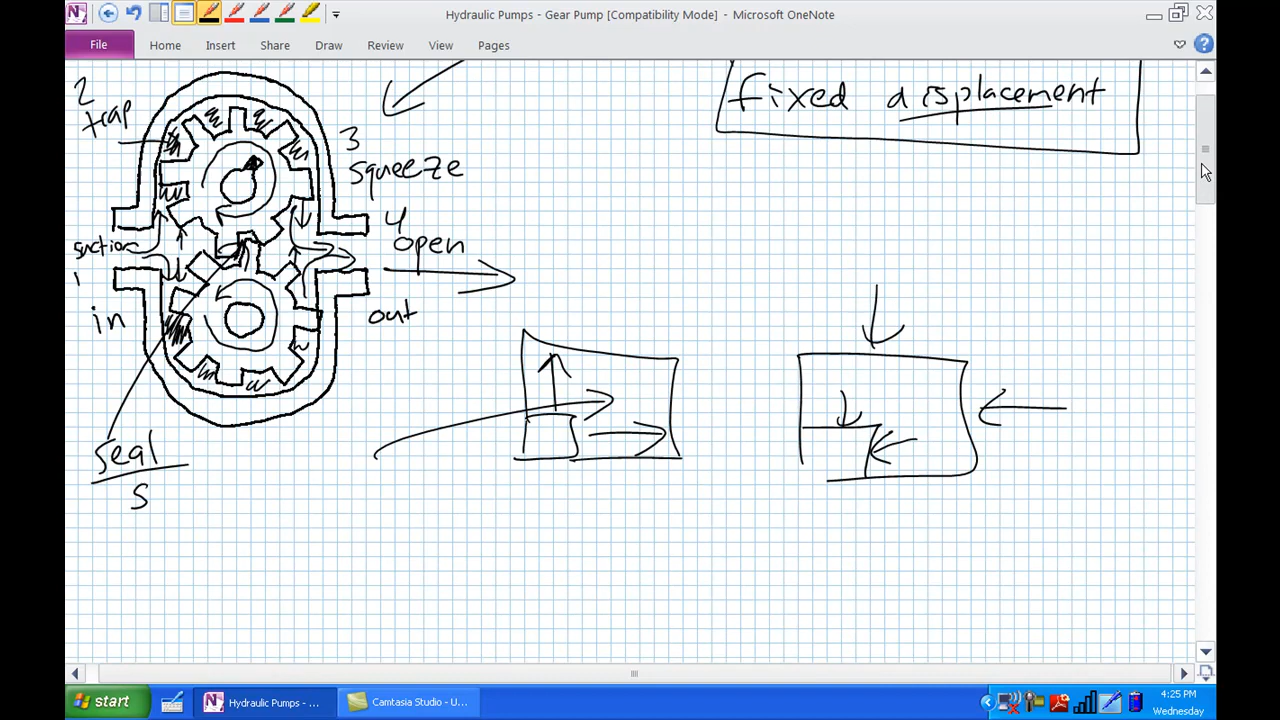 Hydraulic Pumps - Gear Pump [Compatibility Mode] - Microsoft OneNote
File Home Insert Share Draw Review View Pages
fixed displacement
2
trap
3
squeeze
4
open
suction
1
in
out
seal
s
start
Hydraulic Pumps - ...
Camtasia Studio - U...
4:25 PM
Wednesday